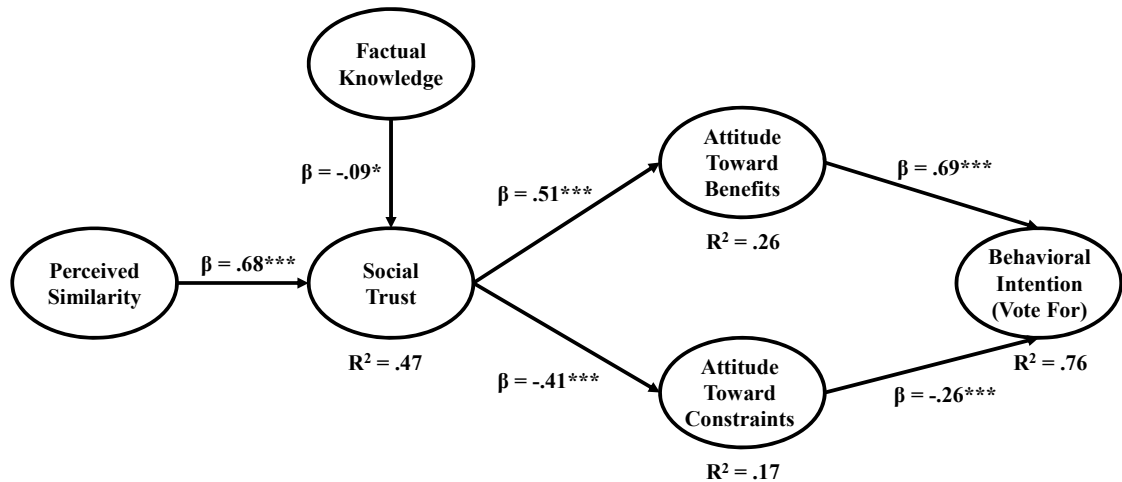 Factual
Knowledge
β = -.09*
Perceived
Similarity
β = .68***
Social
Trust
R² = .47
β = .51***
β = -.41***
Attitude
Toward
Benefits
R² = .26
Attitude
Toward
Constraints
R² = .17
β = .69***
β = -.26***
Behavioral
Intention
(Vote For)
R² = .76